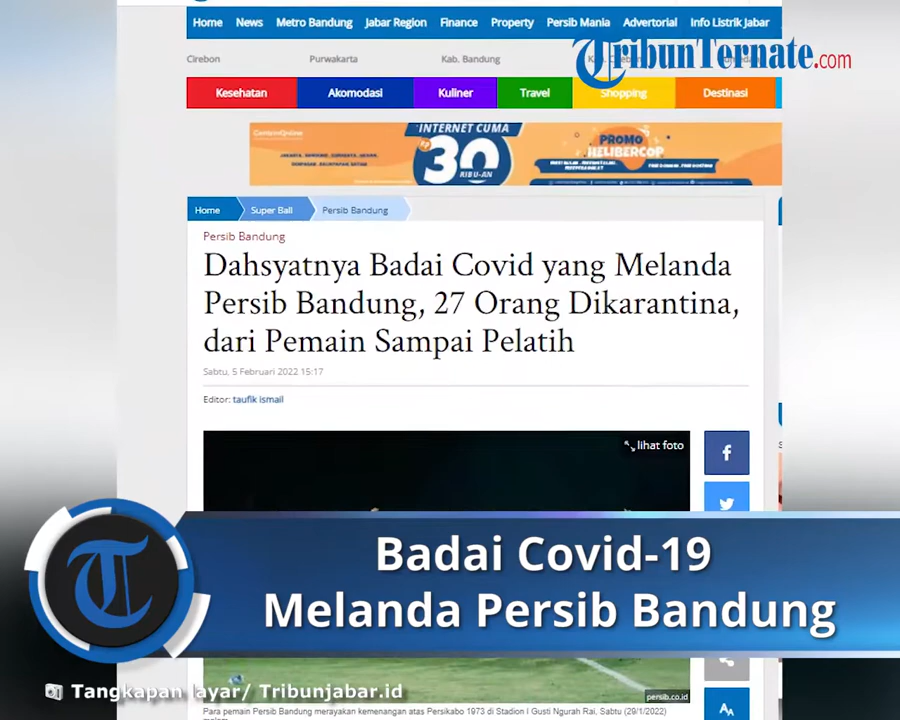 Home News Metro Bandung Jabar Region Finance Property Persib Mania Advertorial Info Listrik Jabar
Cirebon Purwakarta Kab. Bandung
TribunTernate.com
Kesehatan Akomodasi Kuliner Travel Shopping Destinasi
INTERNET CUMA
30
RIBU-AN
PROMO
HELIBERCOP
Home Super Ball Persib Bandung
Persib Bandung
Dahsyatnya Badai Covid yang Melanda
Persib Bandung, 27 Orang Dikarantina,
dari Pemain Sampai Pelatih
Sabtu, 5 Februari 2022 15:17
Editor: taufik ismail
lihat foto
Badai Covid-19
Melanda Persib Bandung
Tangkapan layar/ Tribunjabar.id
persib.co.id
Para pemain Persib Bandung merayakan kemenangan atas Persikabo 1973 di Stadion I Gusti Ngurah Rai, Sabtu (29/1/2022)